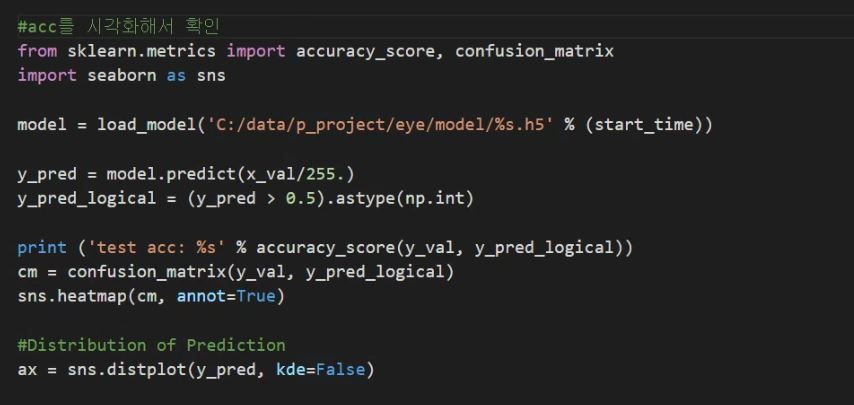 #acc를 시각화해서 확인
from sklearn.metrics import accuracy_score, confusion_matrix
import seaborn as sns
model = load_model('C:/data/p_project/eye/model/%s.h5' % (start_time))
y_pred = model.predict(x_val/255.)
y_pred_logical = (y_pred > 0.5).astype(np.int)
print ('test acc: %s' % accuracy_score(y_val, y_pred_logical))
cm = confusion_matrix(y_val, y_pred_logical)
sns.heatmap(cm, annot=True)
#Distribution of Prediction
ax = sns.distplot(y_pred, kde=False)